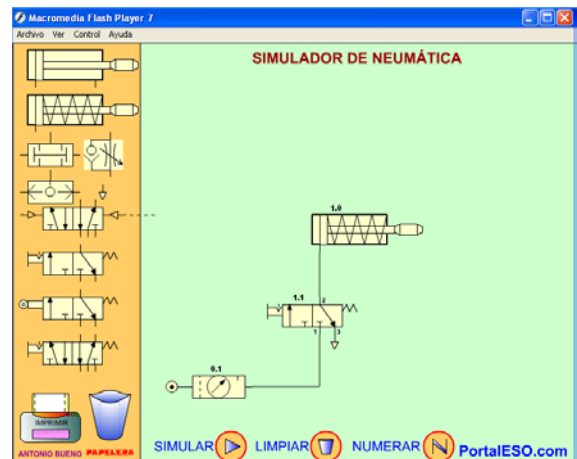 Macromedia Flash Player 7
Archivo Ver Control Ayuda
SIMULADOR DE NEUMÁTICA
1.0
1.1
2
1 3
0.1
IMPRIMIR
ANTONIO BUENO PAPELERA
SIMULAR LIMPIAR NUMERAR N PortalESO.com